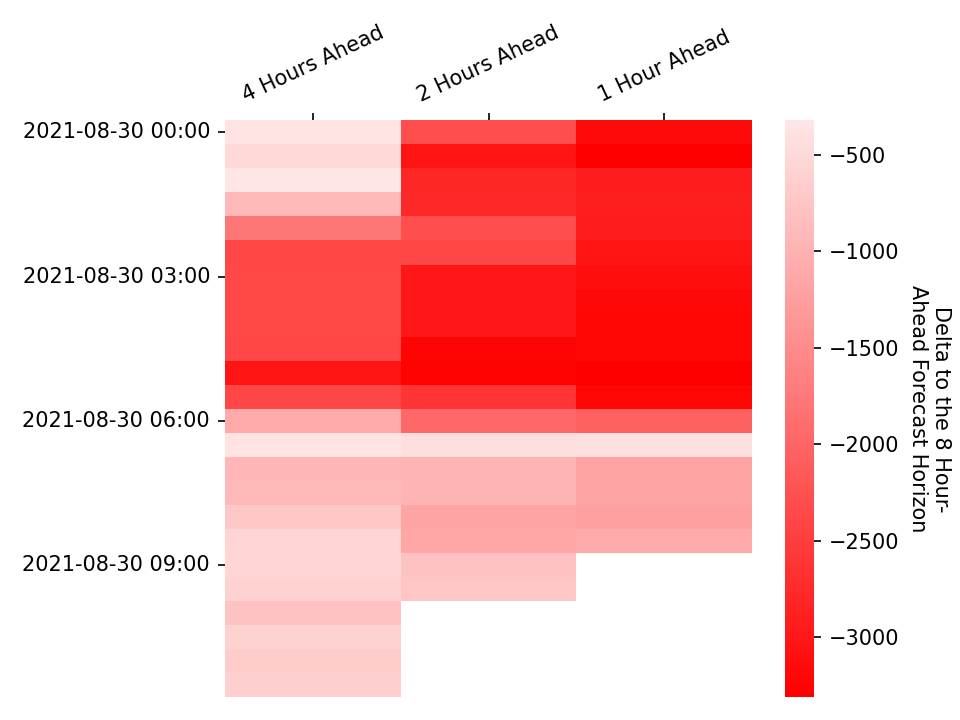 4 Hours Ahead
2 Hours Ahead
1 Hour Ahead
2021-08-30 00:00
2021-08-30 03:00
2021-08-30 06:00
2021-08-30 09:00
−500
−1000
−1500
−2000
−2500
−3000
Delta to the 8 Hour-
Ahead Forecast Horizon